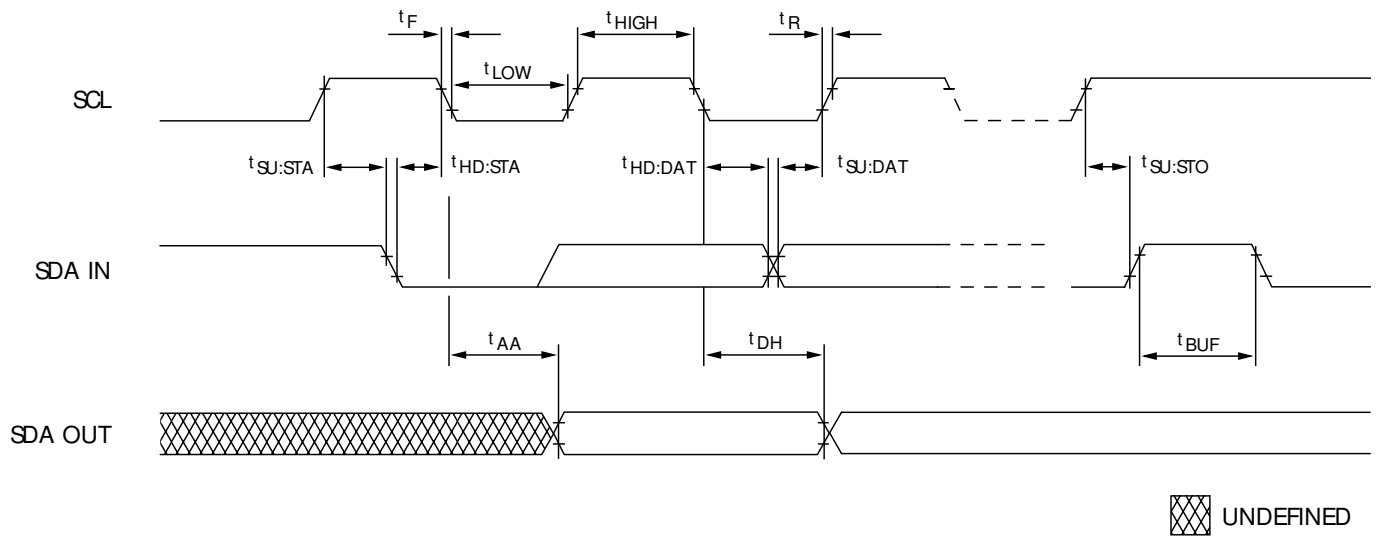 tF
tHIGH
tR
tLOW
SCL
tSU:STA
tHD:STA
tHD:DAT
tSU:DAT
tSU:STO
SDA IN
tAA
tDH
tBUF
SDA OUT
UNDEFINED